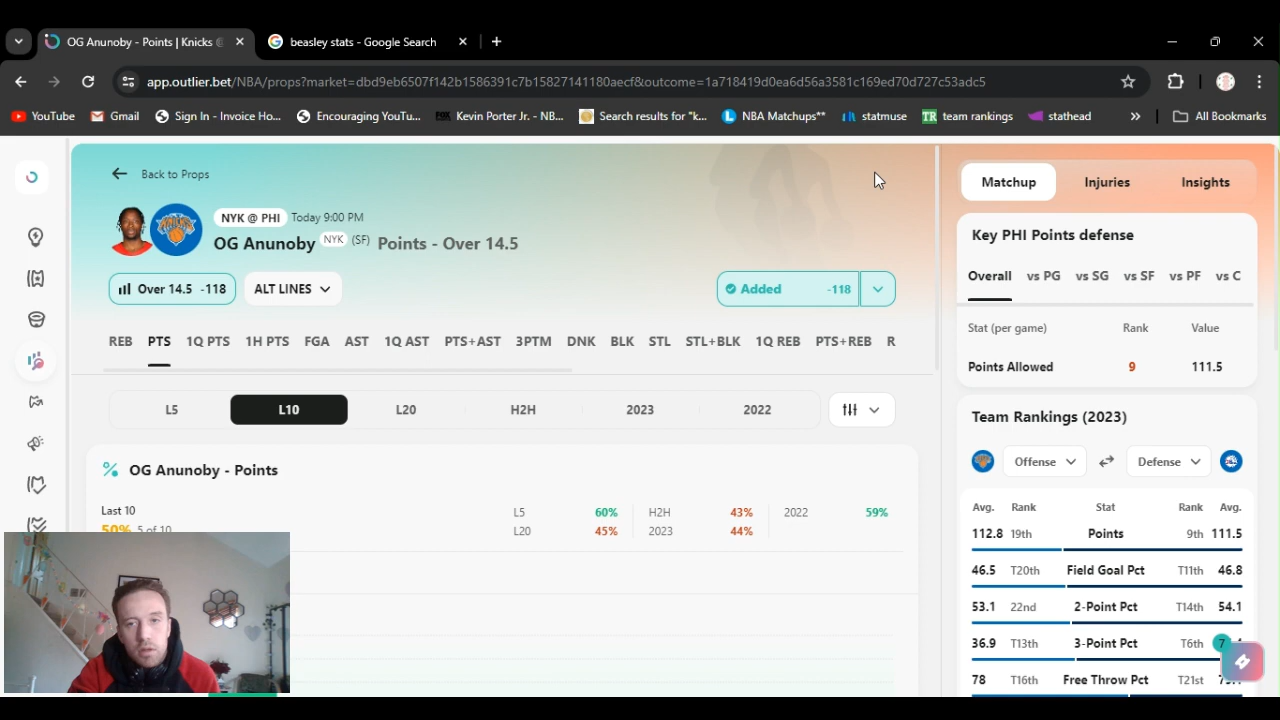 OG Anunoby - Points | Knicks @
beasley stats - Google Search
app.outlier.bet/NBA/props?market=dbd9eb6507f142b1586391c7b15827141180aecf&outcome=1a718419d0ea6d56a3581c169ed70d727c53adc5
YouTube Gmail Sign In - Invoice Ho... Encouraging YouTu... Kevin Porter Jr. - NB... Search results for "k... NBA Matchups** statmuse TR team rankings stathead » All Bookmarks
Back to Props
NYK @ PHI Today 9:00 PM
OG Anunoby NYK (SF) Points - Over 14.5
Over 14.5 -118 ALT LINES
Added -118
REB PTS 1Q PTS 1H PTS FGA AST 1Q AST PTS+AST 3PTM DNK BLK STL STL+BLK 1Q REB PTS+REB R
L5 L10 L20 H2H 2023 2022
OG Anunoby - Points
Last 10
50% 5 of 10
L5 60% H2H 43% 2022 59%
L20 45% 2023 44%
Matchup Injuries Insights
Key PHI Points defense
Overall vs PG vs SG vs SF vs PF vs C
Stat (per game) Rank Value
Points Allowed 9 111.5
Team Rankings (2023)
Offense Defense
Avg. Rank Stat Rank Avg.
112.8 19th Points 9th 111.5
46.5 T20th Field Goal Pct T11th 46.8
53.1 22nd 2-Point Pct T14th 54.1
36.9 T13th 3-Point Pct T6th
7
78 T16th Free Throw Pct T21st